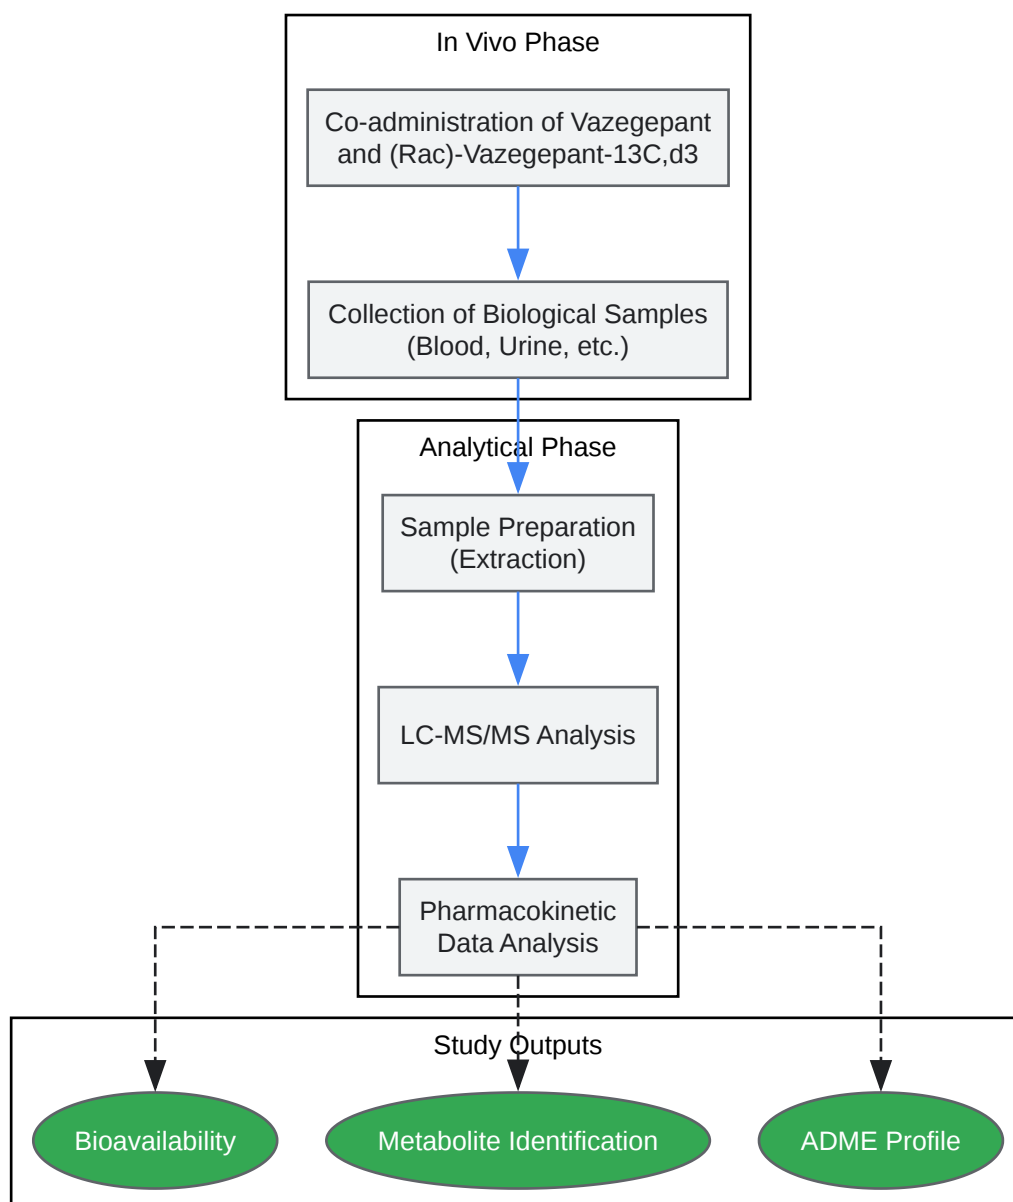 In Vivo Phase
Co-administration of Vazegepant
and (Rac)-Vazegepant-13C,d3
Collection of Biological Samples
(Blood, Urine, etc.)
Analytical Phase
Sample Preparation
(Extraction)
LC-MS/MS Analysis
Pharmacokinetic
Data Analysis
Study Outputs
Bioavailability
Metabolite Identification
ADME Profile